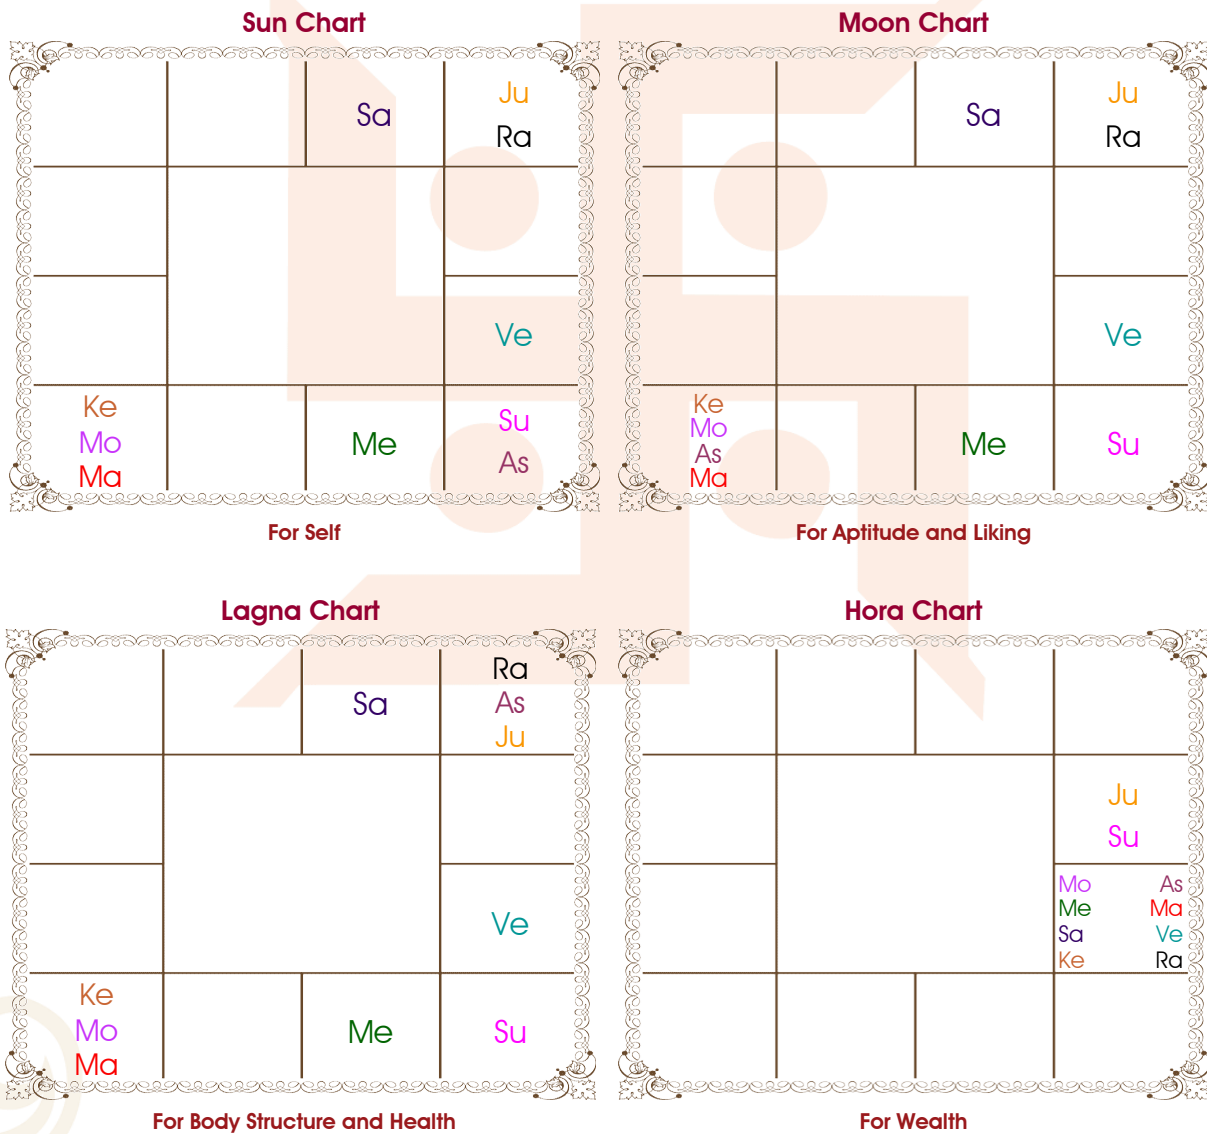 Sun Chart
Sa
Ju
Ra
Ve
Ke
Mo
Ma
Me
Su
As
For Self
Moon Chart
Sa
Ju
Ra
Ve
Ke
Mo
As
Ma
Me
Su
For Aptitude and Liking
Lagna Chart
Sa
Ra
As
Ju
Ve
Ke
Mo
Ma
Me
Su
For Body Structure and Health
Hora Chart
Ju
Su
Mo As
Me Ma
Sa Ve
Ke Ra
For Wealth